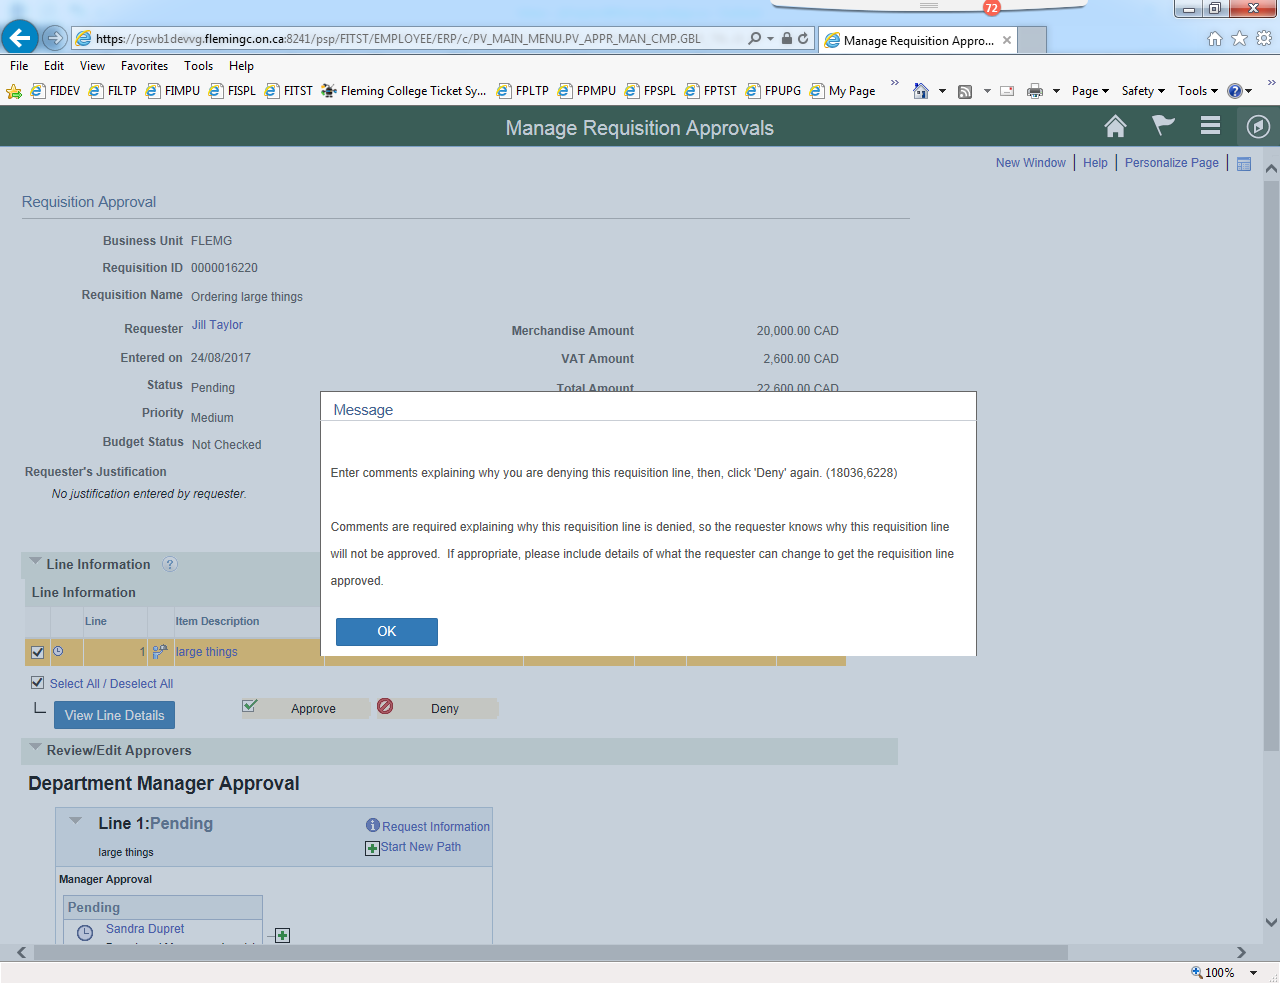 72
https://pswb1devvg.flemingc.on.ca:8241/psp/FITST/EMPLOYEE/ERP/c/PV_MAIN_MENU.PV_APPR_MAN_CMP.GBL
Manage Requisition Appro...
File Edit View Favorites Tools Help
FIDEV FILTP FIMPU FISPL FITST Fleming College Ticket Sy... FPLTP FPMPU FPSPL FPTST FPUPG My Page » Page Safety Tools »
Manage Requisition Approvals
New Window Help Personalize Page
Requisition Approval
Business Unit FLEMG
Requisition ID 0000016220
Requisition Name Ordering large things
Requester Jill Taylor
Merchandise Amount 20,000.00 CAD
Entered on 24/08/2017
VAT Amount 2,600.00 CAD
Status Pending
Total Amount 22,600.00 CAD
Priority Medium
Budget Status Not Checked
Requester's Justification
No justification entered by requester.
Message
Enter comments explaining why you are denying this requisition line, then, click 'Deny' again. (18036,6228)
Comments are required explaining why this requisition line is denied, so the requester knows why this requisition line
will not be approved. If appropriate, please include details of what the requester can change to get the requisition line
approved.
OK
Line Information ?
Line Information
Line Item Description
1 large things
Select All / Deselect All
View Line Details Approve Deny
Review/Edit Approvers
Department Manager Approval
Line 1:Pending
Request Information
large things
Start New Path
Manager Approval
Pending
Sandra Dupret
100%